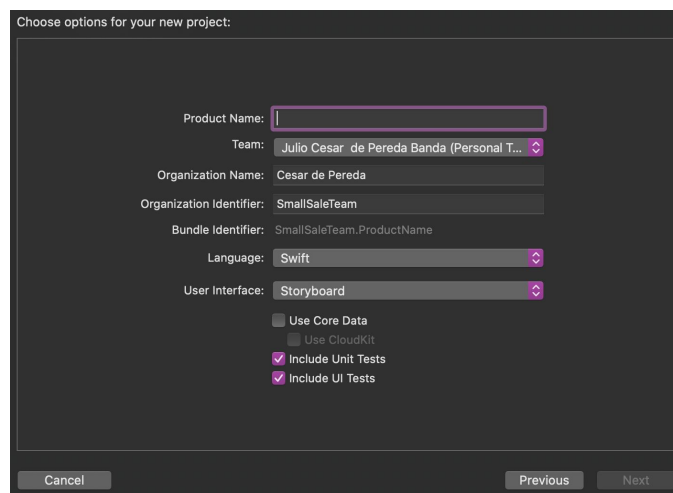 Choose options for your new project:
Product Name:
Team: Julio Cesar  de Pereda Banda (Personal T...
Organization Name: Cesar de Pereda
Organization Identifier: SmallSaleTeam
Bundle Identifier: SmallSaleTeam.ProductName
Language: Swift
User Interface: Storyboard
Use Core Data
Use CloudKit
Include Unit Tests
Include UI Tests
Cancel Previous Next